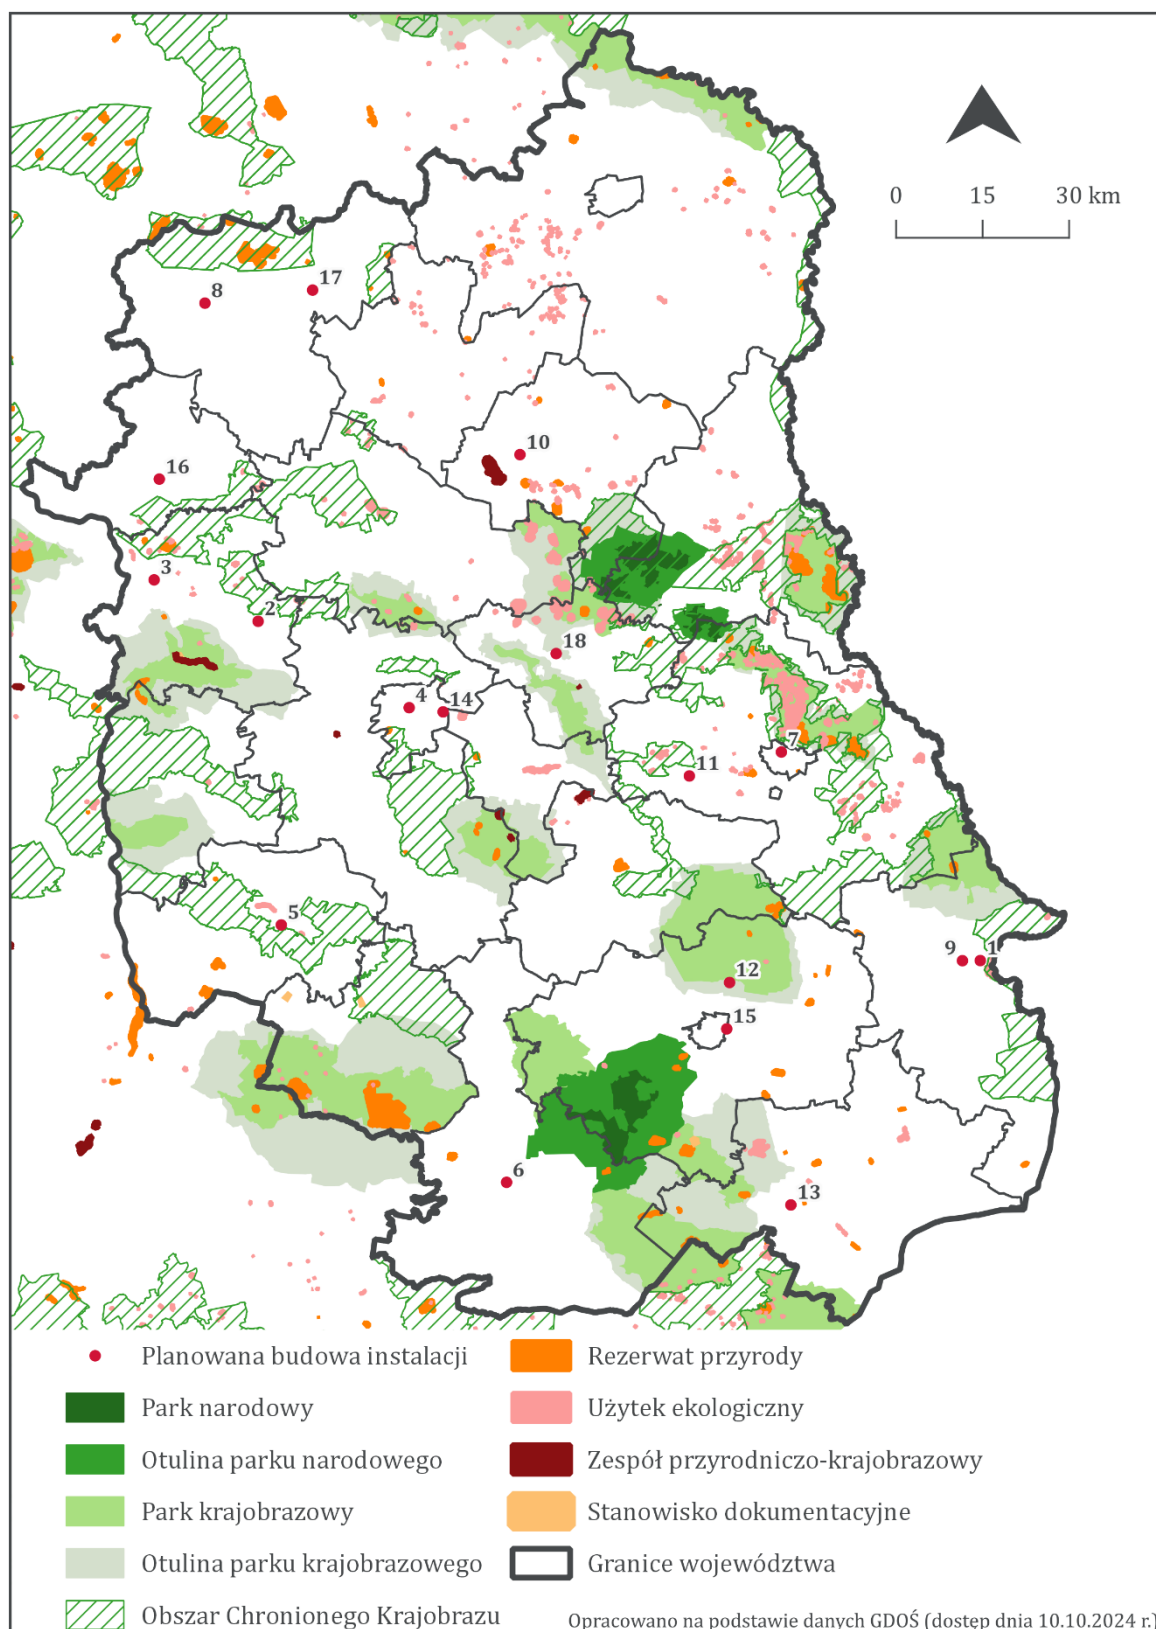 0 15 30 km
17
8
10
16
3
2
18
4 14
7
11
5
9 1
12
15
6
13
Planowana budowa instalacji
Park narodowy
Otulina parku narodowego
Park krajobrazowy
Otulina parku krajobrazowego
Obszar Chronionego Krajobrazu
Rezerwat przyrody
Użytek ekologiczny
Zespół przyrodniczo-krajobrazowy
Stanowisko dokumentacyjne
Granice województwa
Opracowano na podstawie danych GDOŚ (dostęp dnia 10.10.2024 r.)